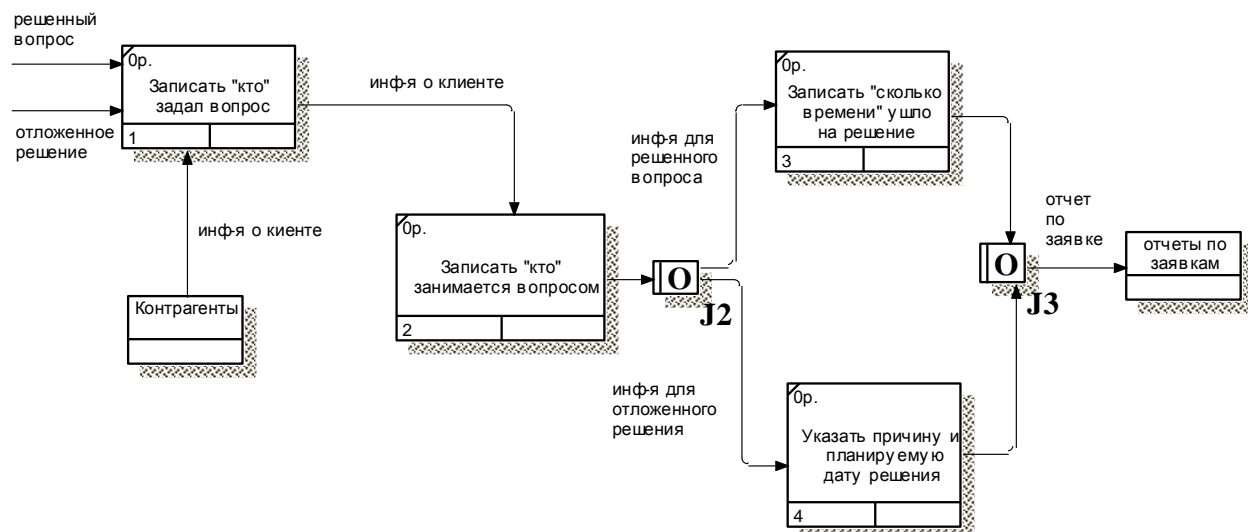 решенный
вопрос
0р.
Записать "кто"
задал вопрос
1
отложенное
решение
инф-я о клиенте
инф-я о киенте
Контрагенты
0р.
Записать "кто"
занимается вопросом
2
O
J2
инф-я для
решенного
вопроса
0р.
Записать "сколько
времени" ушло
на решение
3
инф-я для
отложенного
решения
0р.
Указать причину и
планируемую
дату решения
4
O
J3
отчет
по
заявке
отчеты по
заявкам